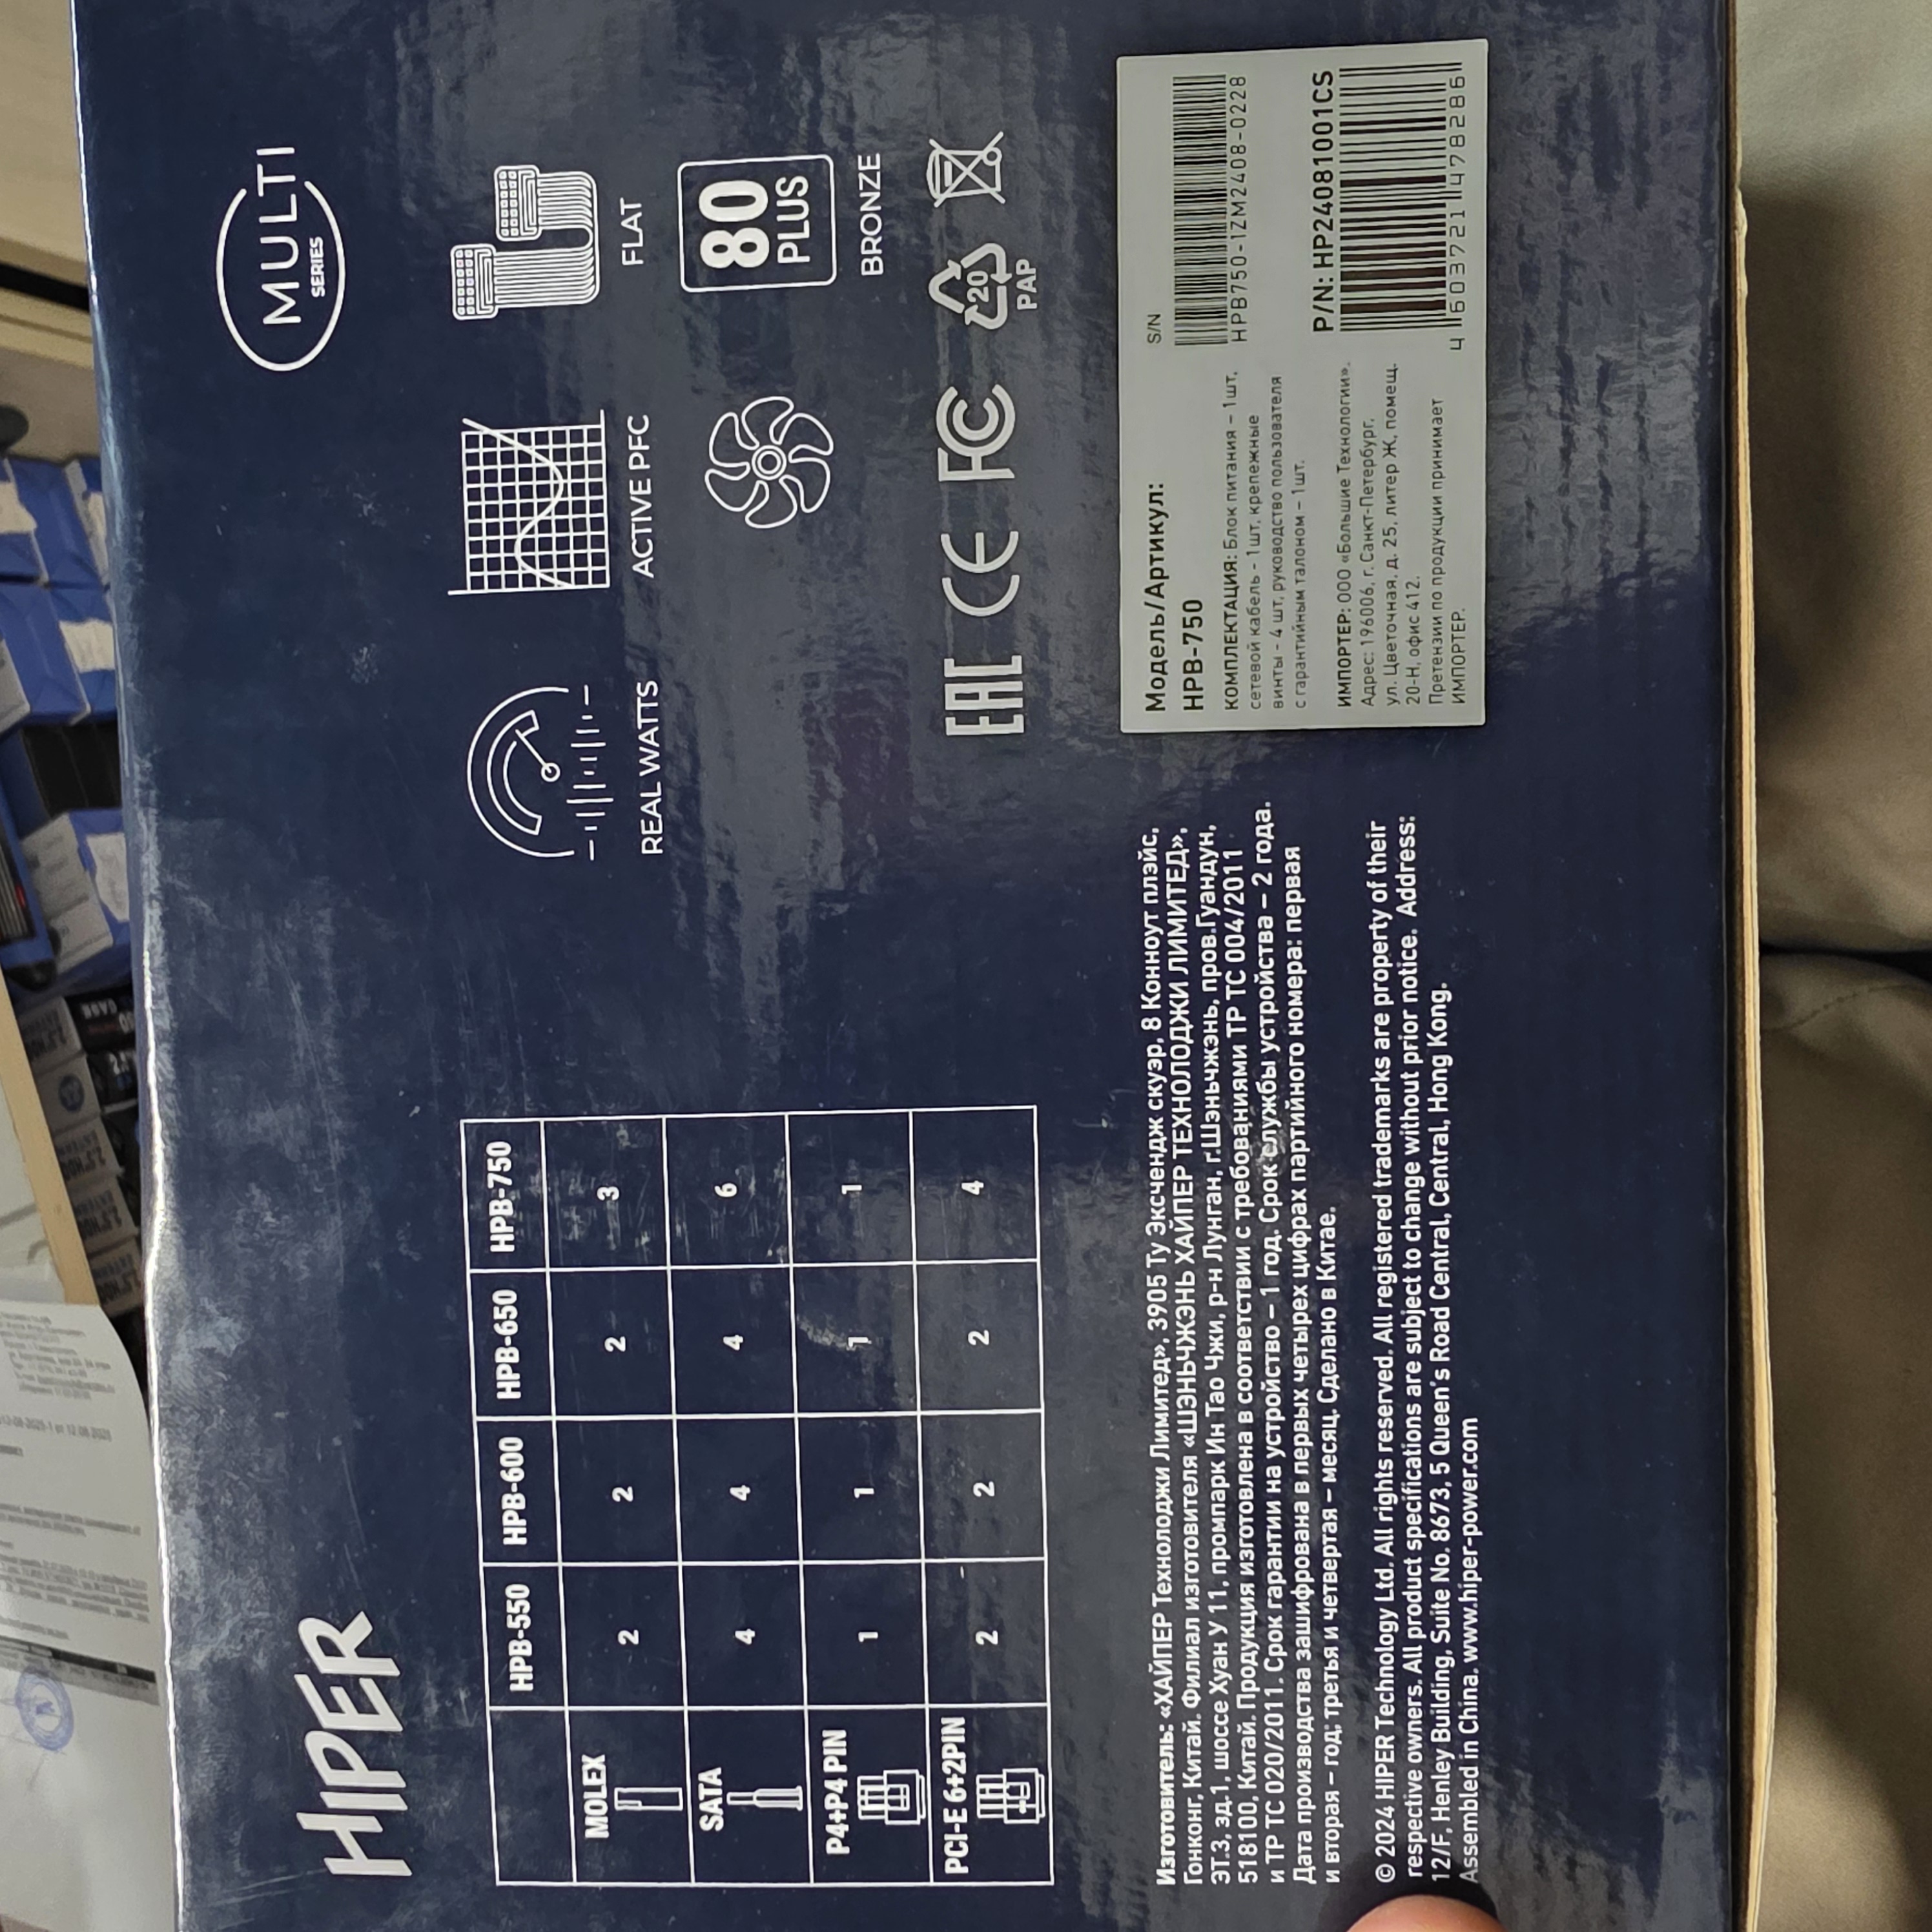 HIPER
MULTI
SERIES
HPB-550 HPB-600 HPB-650 HPB-750
MOLEX 2 2 2 3
SATA 4 4 4 6
P4+P4 PIN 1 1 1 1
PCI-E 6+2PIN 2 2 2 4
REAL WATTS
ACTIVE PFC
FLAT
80
PLUS
BRONZE
EAC CE FC
20
PAP
Изготовитель: «ХАЙПЕР Технолоджи Лимитед», 3905 Ту Эксчендж скуэр, 8 Конноут плэйс,
Гонконг, Китай. Филиал изготовителя «ШЭНЬЧЖЭНЬ ХАЙПЕР ТЕХНОЛОДЖИ ЛИМИТЕД»,
ЭТ.3, зд.1, шоссе Хуан У 11, промпарк Ин Тао Чжи, р-н Лунган, г.Шэньчжэнь, пров.Гуандун,
518100, Китай. Продукция изготовлена в соответствии с требованиями ТР ТС 004/2011
и ТР ТС 020/2011. Срок гарантии на устройство – 1 год. Срок службы устройства – 2 года.
Дата производства зашифрована в первых четырех цифрах партийного номера: первая
и вторая – год; третья и четвертая – месяц. Сделано в Китае.
© 2024 HIPER Technology Ltd. All rights reserved. All registered trademarks are property of their
respective owners. All product specifications are subject to change without prior notice. Address:
12/F, Henley Building, Suite No. 8673, 5 Queen's Road Central, Central, Hong Kong.
Assembled in China. www.hiper-power.com
Модель/Артикул:
HPB-750
КОМПЛЕКТАЦИЯ: Блок питания – 1шт,
сетевой кабель - 1шт, крепежные
винты - 4 шт, руководство пользователя
с гарантийным талоном – 1шт.
ИМПОРТЕР: ООО «Большие Технологии».
Адрес: 196006, г. Санкт-Петербург,
ул. Цветочная, д. 25, литер Ж, помещ.
20-Н, офис 412.
Претензии по продукции принимает
ИМПОРТЕР.
S/N
HPB750-1ZM2408-0228
P/N: HP24081001CS
4 603721 478286